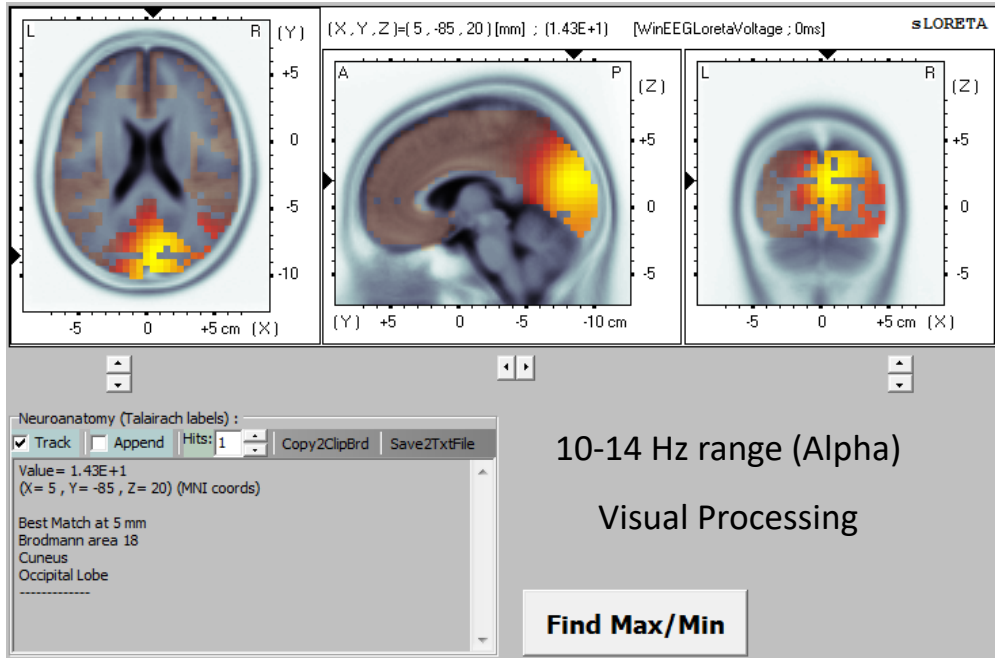 L R (Y) (X,Y,Z)=(5,-85,20)[mm] ; (1.43E+1) [WinEEGLoretaVoltage ; 0ms] sLORETA
A P (Z) L R (Z)
+5
0
-5
-10
-5 0 +5 cm (X)
+5
0
-5
(Y) +5 0 -5 -10 cm
+5
0
-5
-5 0 +5 cm (X)
Neuroanatomy (Talairach labels) :
Track Append Hits: 1 Copy2ClipBrd Save2TxtFile
Value= 1.43E+1
(X= 5 , Y= -85 , Z= 20) (MNI coords)
Best Match at 5 mm
Brodmann area 18
Cuneus
Occipital Lobe
-------------
10-14 Hz range (Alpha)
Visual Processing
Find Max/Min